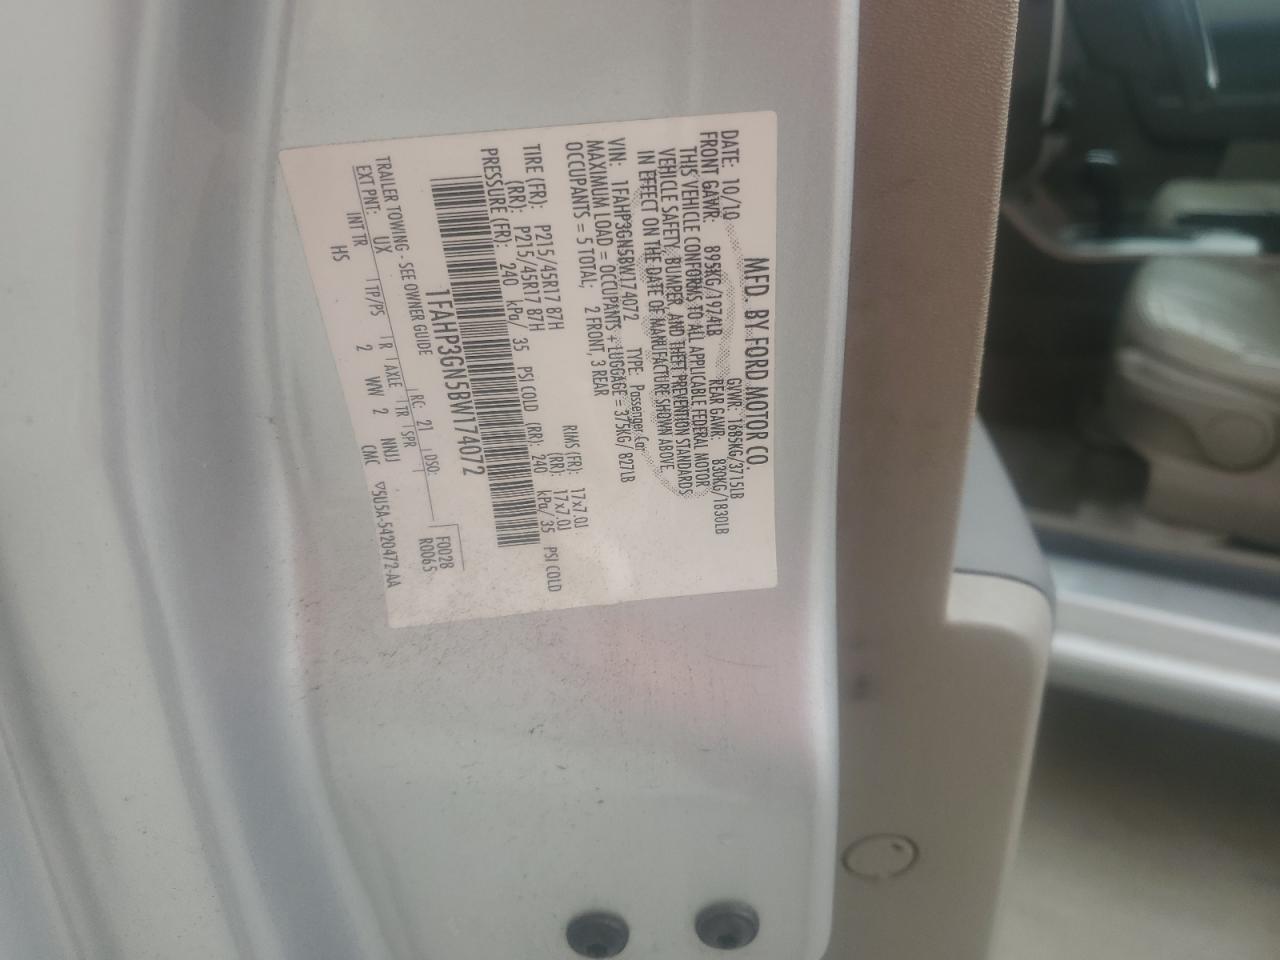 MFD. BY FORD MOTOR CO.
DATE: 10/10 GVWR: 1685KG/3715LB
FRONT GAWR: 895KG/1974LB REAR GAWR: 830KG/1830LB
THIS VEHICLE CONFORMS TO ALL APPLICABLE FEDERAL MOTOR
VEHICLE SAFETY, BUMPER, AND THEFT PREVENTION STANDARDS
IN EFFECT ON THE DATE OF MANUFACTURE SHOWN ABOVE.
VIN: 1FAHP3GN5BW174072 TYPE: Passenger Car
MAXIMUM LOAD = OCCUPANTS + LUGGAGE = 375KG/ 827LB
OCCUPANTS = 5 TOTAL; 2 FRONT, 3 REAR
TIRE (FR): P215/45R17 87H RIMS (FR): 17x7.0J
(RR): P215/45R17 87H (RR): 17x7.0J
PRESSURE (FR): 240 kPa/ 35 PSI COLD (RR): 240 kPa/ 35 PSI COLD
1FAHP3GN5BW174072
TRAILER TOWING - SEE OWNER GUIDE F0028
EXT PNT: UX RC: 21 DSO: R0065
INT TR TP/PS R AXLE TR SPR
HS 2 WW 2 NUJJ CMC ▽5U5A-5420472-AA